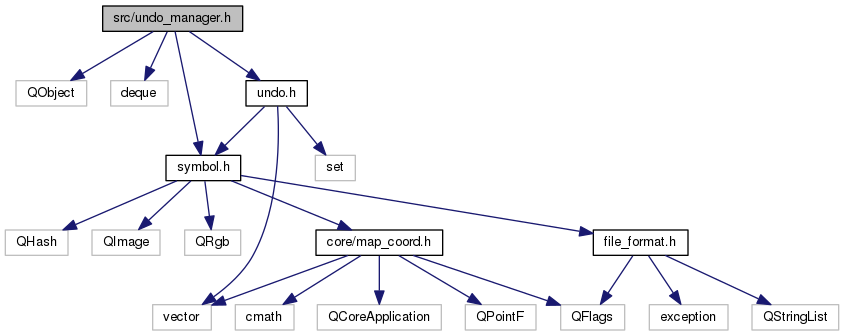 src/undo_manager.h
QObject
deque
undo.h
symbol.h
set
QHash
QImage
QRgb
core/map_coord.h
file_format.h
vector
cmath
QCoreApplication
QPointF
QFlags
exception
QStringList